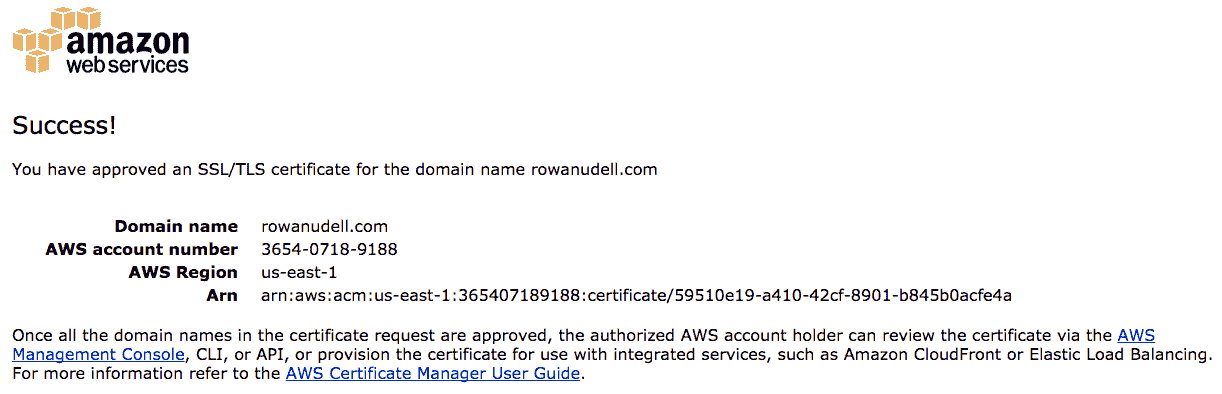 amazon
web services
Success!
You have approved an SSL/TLS certificate for the domain name rowanudell.com
Domain name rowanudell.com
AWS account number 3654-0718-9188
AWS Region us-east-1
Arn arn:aws:acm:us-east-1:365407189188:certificate/59510e19-a410-42cf-8901-b845b0acfe4a
Once all the domain names in the certificate request are approved, the authorized AWS account holder can review the certificate via the AWS
Management Console, CLI, or API, or provision the certificate for use with integrated services, such as Amazon CloudFront or Elastic Load Balancing.
For more information refer to the AWS Certificate Manager User Guide.